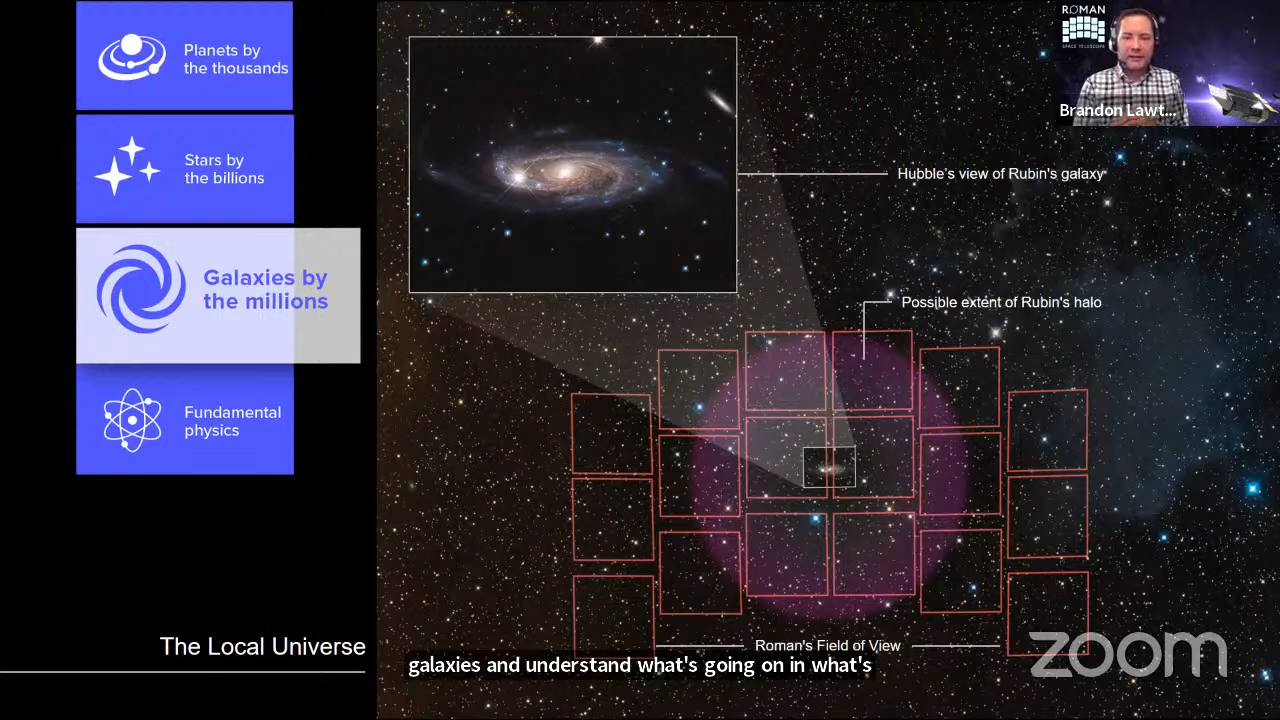 Planets by
the thousands
Stars by
the billions
Galaxies by
the millions
Fundamental
physics
The Local Universe
Hubble's view of Rubin's galaxy
Possible extent of Rubin's halo
Roman's Field of View
galaxies and understand what's going on in what's
ROMAN
SPACE TELESCOPE
Brandon Lawt...
zoom